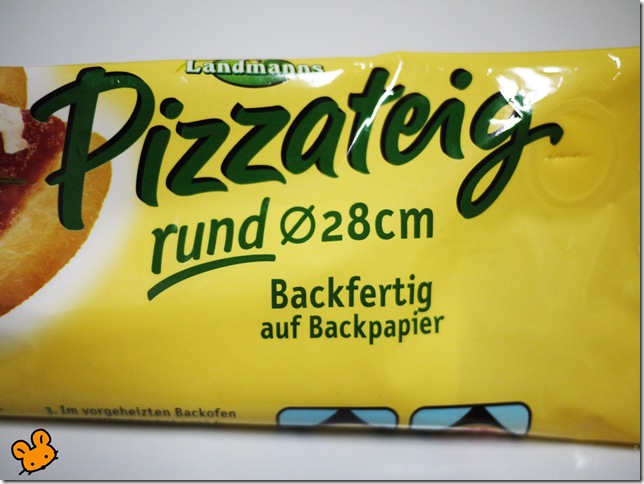 Landmanns
Pizzateig
rund Ø28cm
Backfertig
auf Backpapier
3. Im vorgeheizten Backofen